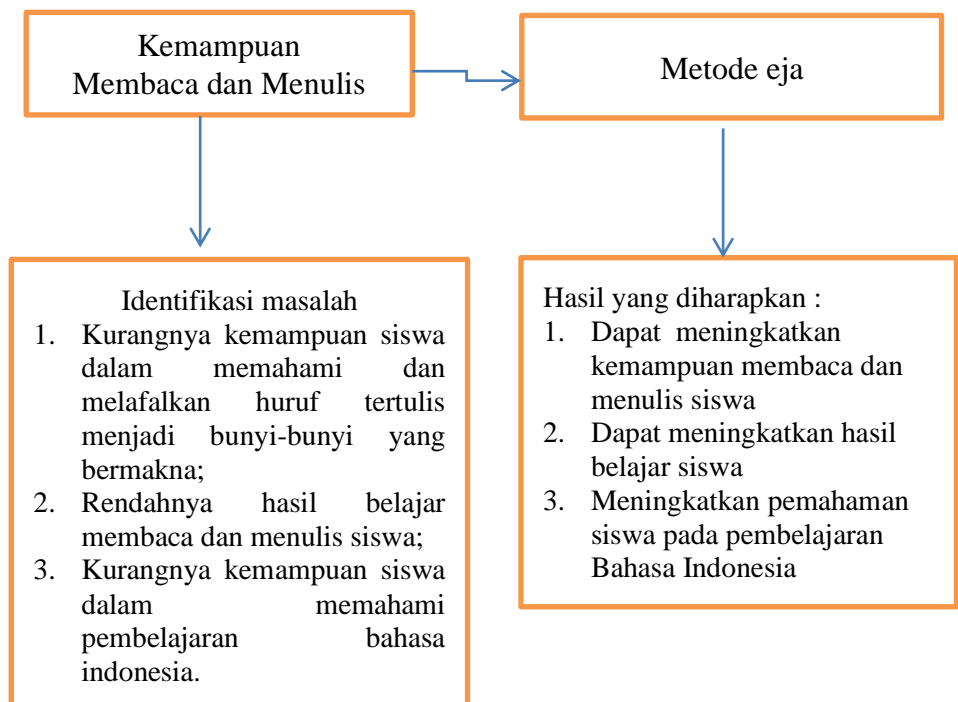 Kemampuan
Membaca dan Menulis
Metode eja
Identifikasi masalah
1. Kurangnya kemampuan siswa
dalam memahami dan
melafalkan huruf tertulis
menjadi bunyi-bunyi yang
bermakna;
2. Rendahnya hasil belajar
membaca dan menulis siswa;
3. Kurangnya kemampuan siswa
dalam memahami
pembelajaran bahasa
indonesia.
Hasil yang diharapkan :
1. Dapat meningkatkan
kemampuan membaca dan
menulis siswa
2. Dapat meningkatkan hasil
belajar siswa
3. Meningkatkan pemahaman
siswa pada pembelajaran
Bahasa Indonesia